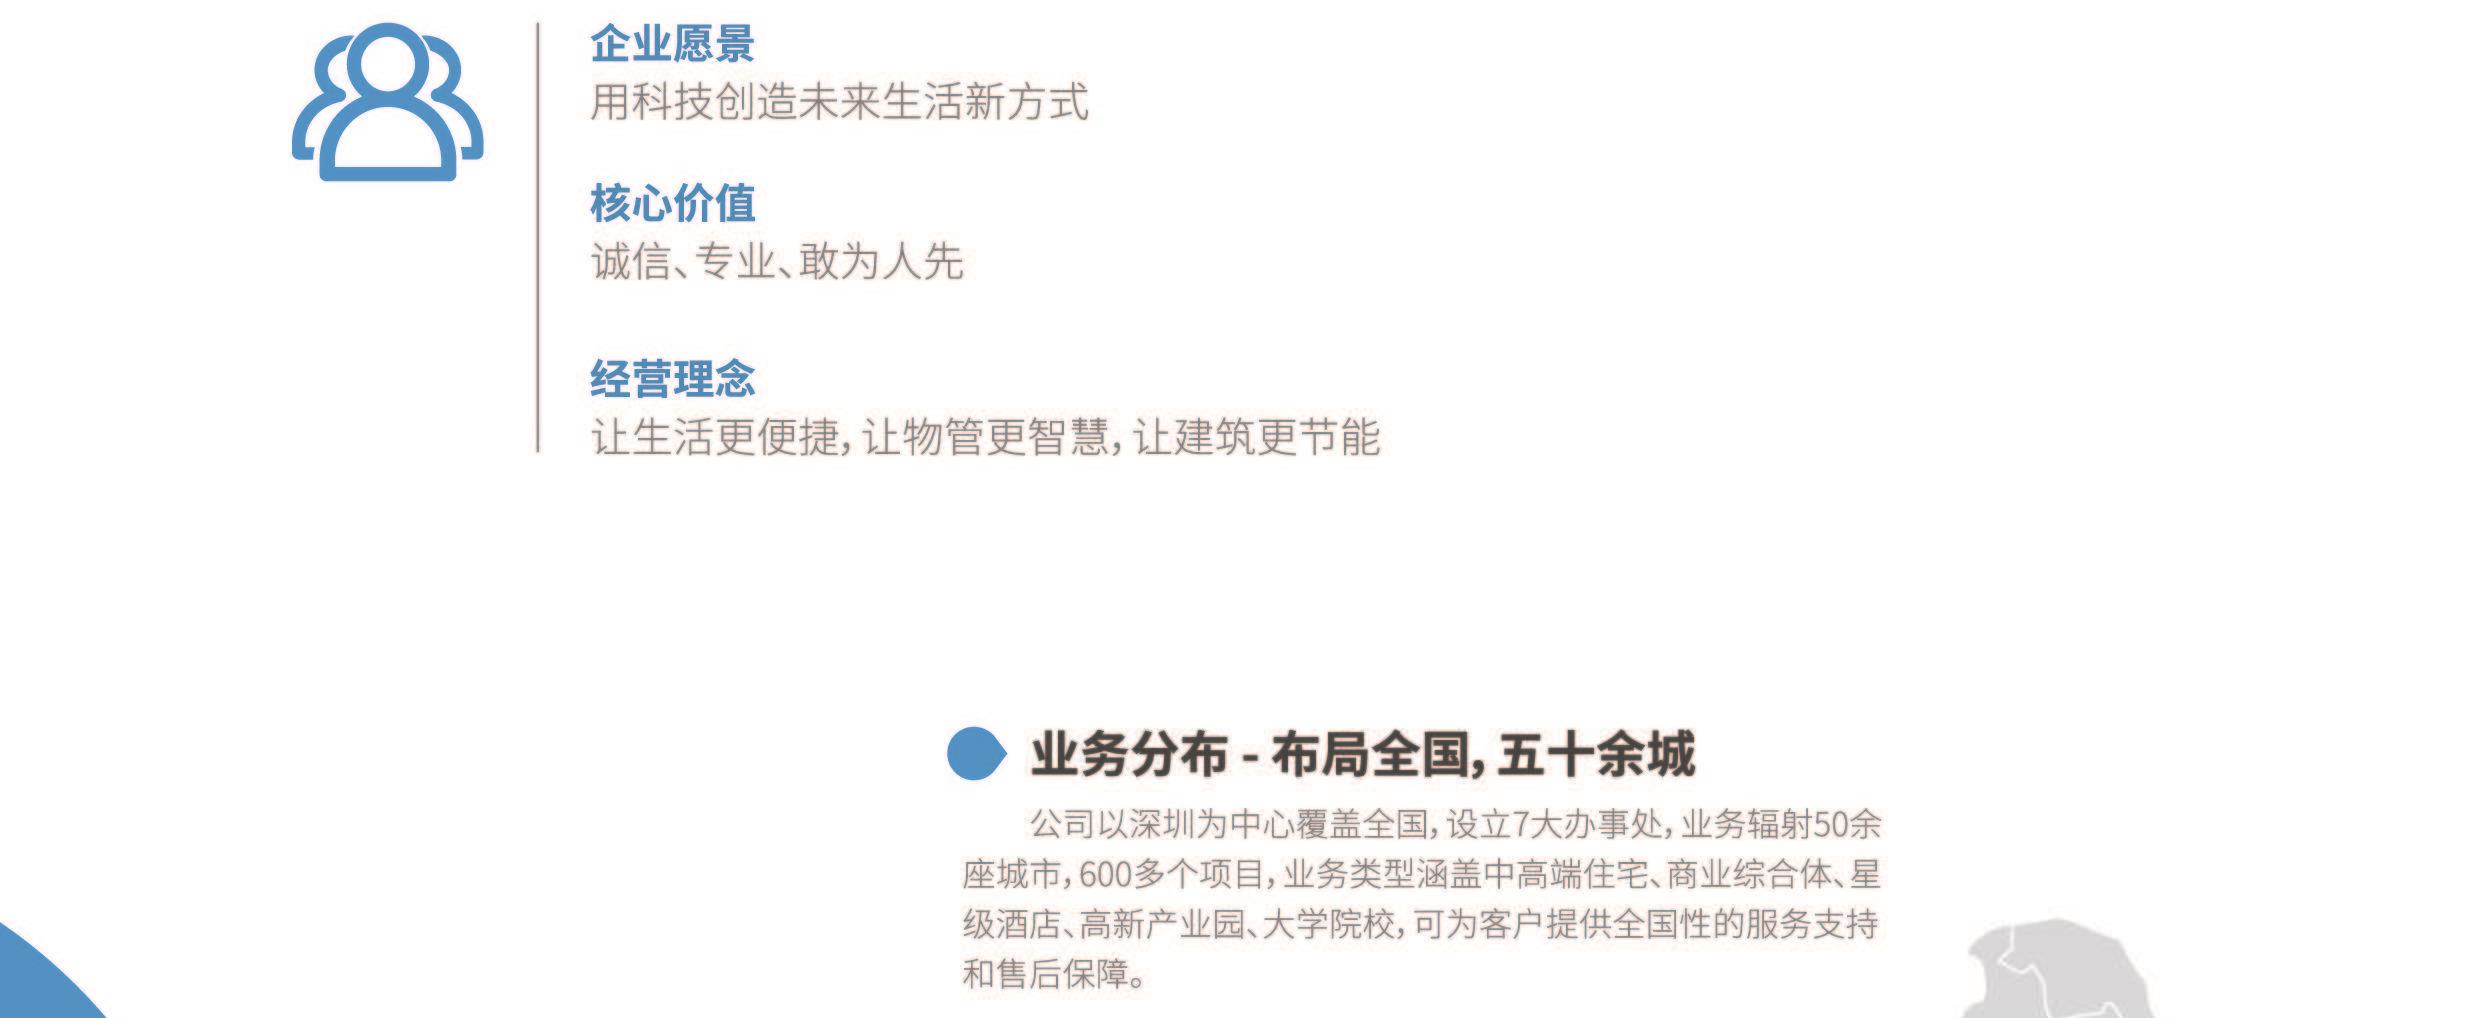 企业愿景
用科技创造未来生活新方式
核心价值
诚信、专业、敢为人先
经营理念
让生活更便捷，让物管更智慧，让建筑更节能
业务分布 - 布局全国，五十余城
公司以深圳为中心覆盖全国，设立7大办事处，业务辐射50余
座城市，600多个项目，业务类型涵盖中高端住宅、商业综合体、星
级酒店、高新产业园、大学院校，可为客户提供全国性的服务支持
和售后保障。